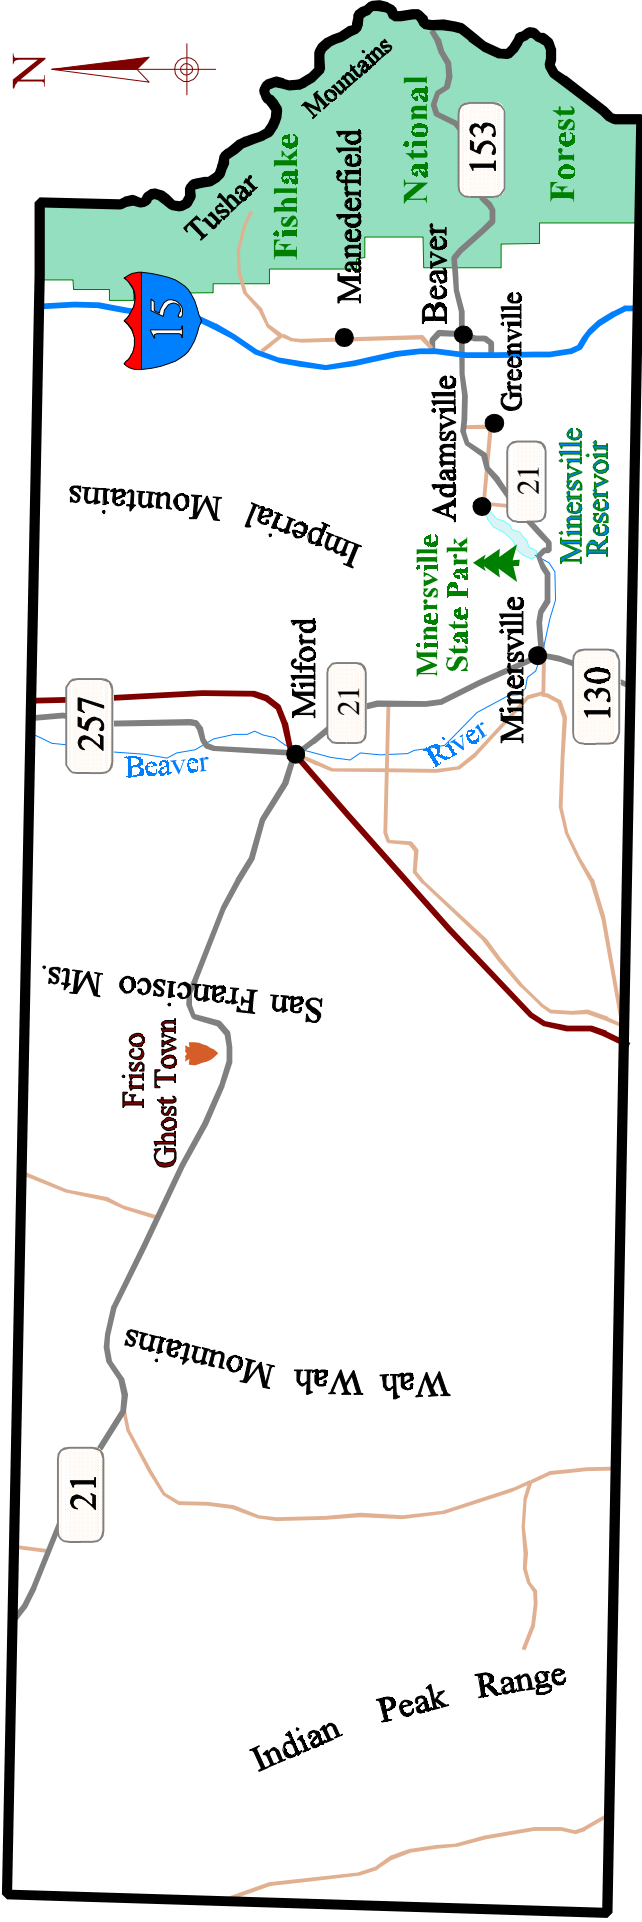 N
Tushar
Mountains
Fishlake
National
Forest
153
15
Manederfield
Beaver
Greenville
Adamsville
21
Minersville
Reservoir
Minersville
State Park
Imperial Mountains
Minersville
130
Milford
21
257
Beaver
River
San Francisco Mts.
Frisco
Ghost Town
Wah Wah Mountains
21
Indian Peak Range